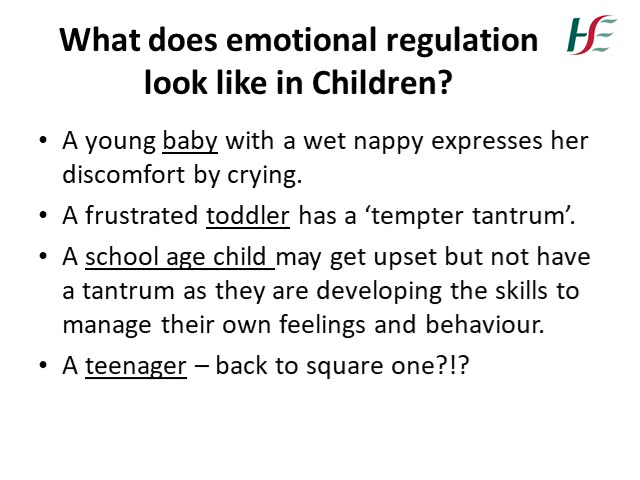 What does emotional regulation
look like in Children?
HSE
• A young baby with a wet nappy expresses her
discomfort by crying.
• A frustrated toddler has a ‘tempter tantrum’.
• A school age child may get upset but not have
a tantrum as they are developing the skills to
manage their own feelings and behaviour.
• A teenager – back to square one?!?